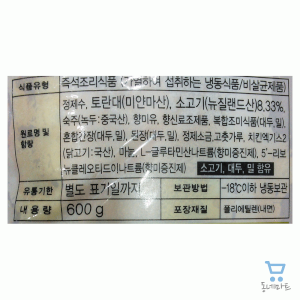 식품유형 즉석조리식품 (가열하여 섭취하는 냉동식품/비살균제품)
원료명 및 함량
정제수, 토란대(미얀마산), 소고기(뉴질랜드산)8.33%,
숙주(녹두:중국산), 향미유, 향신료조제품, 복합조미식품(대두, 밀),
혼합간장(대두,밀), 된장(대두,밀), 정제소금,고춧가루, 치킨엑기스2
(닭고기:국산), 마늘, L-글루타민산나트륨(향미증진제), 5'-리보
뉴클레오티드이나트륨(향미증진제) 소고기, 대두, 밀 함유
유통기한 별도 표기일까지 보관방법 -18℃이하 냉동보관
내용량 600 g 포장재질 폴리에틸렌(내면)
동네마트